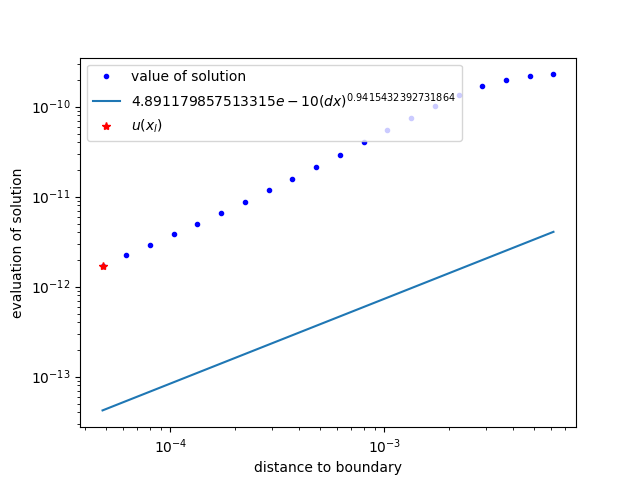 value of solution
4.891179857513315e − 10(dx)^0.9415432392731864
u(x_l)
10^−10
10^−11
10^−12
10^−13
evaluation of solution
10^−4
10^−3
distance to boundary